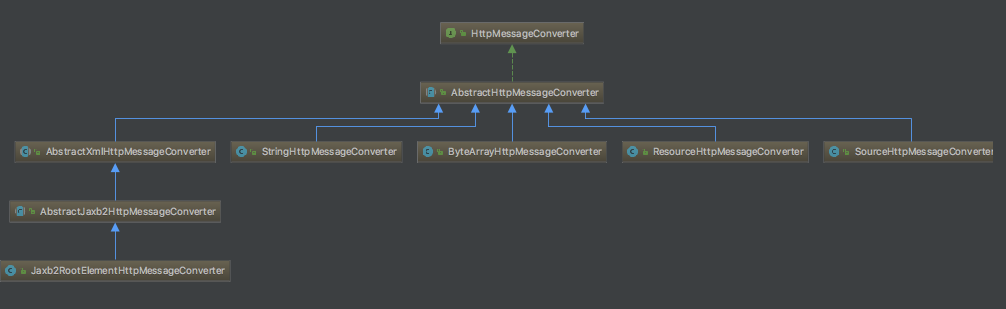 HttpMessageConverter
AbstractHttpMessageConverter
AbstractXmlHttpMessageConverter
StringHttpMessageConverter
ByteArrayHttpMessageConverter
ResourceHttpMessageConverter
SourceHttpMessageConverter
AbstractJaxb2HttpMessageConverter
Jaxb2RootElementHttpMessageConverter